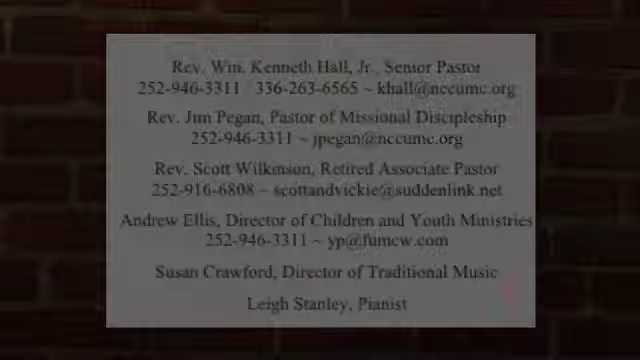 Rev. Wm. Kenneth Hall, Jr., Senior Pastor
252-946-3311 336-263-6565 ~ khall@nccumc.org
Rev. Jim Pegan, Pastor of Missional Discipleship
252-946-3311 ~ jpegan@nccumc.org
Rev. Scott Wilkinson, Retired Associate Pastor
252-916-6808 ~ scottandvickie@suddenlink.net
Andrew Ellis, Director of Children and Youth Ministries
252-946-3311 ~ yp@fumcw.com
Susan Crawford, Director of Traditional Music
Leigh Stanley, Pianist